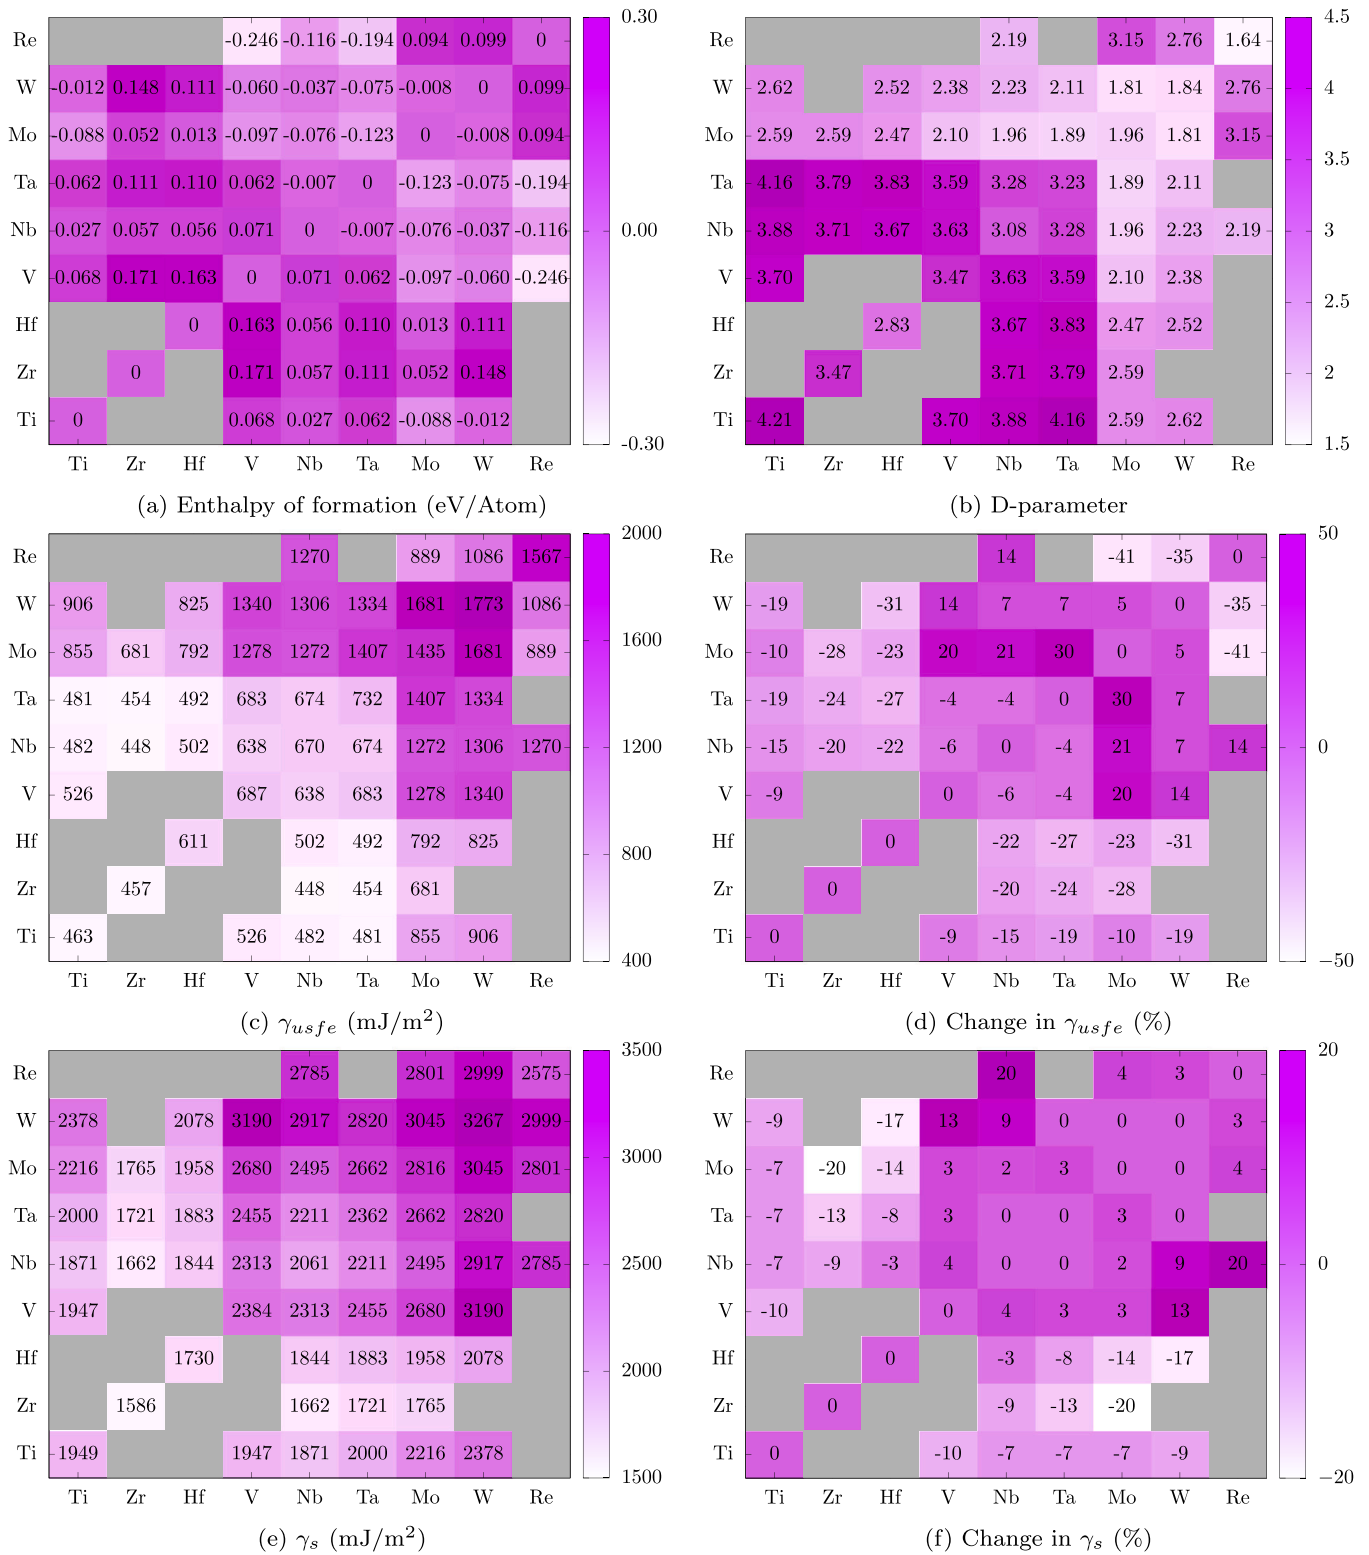 Re -0.246 -0.116 -0.194 0.094 0.099 0
W -0.012 0.148 0.111 -0.060 -0.037 -0.075 -0.008 0 0.099
Mo -0.088 0.052 0.013 -0.097 -0.076 -0.123 0 -0.008 0.094
Ta 0.062 0.111 0.110 0.062 -0.007 0 -0.123 -0.075 -0.194
Nb 0.027 0.057 0.056 0.071 0 -0.007 -0.076 -0.037 -0.116
V 0.068 0.171 0.163 0 0.071 0.062 -0.097 -0.060 -0.246
Hf 0 0.163 0.056 0.110 0.013 0.111
Zr 0 0.171 0.057 0.111 0.052 0.148
Ti 0 0.068 0.027 0.062 -0.088 -0.012
Ti Zr Hf V Nb Ta Mo W Re
0.30
0.00
-0.30
(a) Enthalpy of formation (eV/Atom)
Re 2.19 3.15 2.76 1.64
W 2.62 2.52 2.38 2.23 2.11 1.81 1.84 2.76
Mo 2.59 2.59 2.47 2.10 1.96 1.89 1.96 1.81 3.15
Ta 4.16 3.79 3.83 3.59 3.28 3.23 1.89 2.11
Nb 3.88 3.71 3.67 3.63 3.08 3.28 1.96 2.23 2.19
V 3.70 3.47 3.63 3.59 2.10 2.38
Hf 2.83 3.67 3.83 2.47 2.52
Zr 3.47 3.71 3.79 2.59
Ti 4.21 3.70 3.88 4.16 2.59 2.62
Ti Zr Hf V Nb Ta Mo W Re
4.5
4
3.5
3
2.5
2
1.5
(b) D-parameter
Re 1270 889 1086 1567
W 906 825 1340 1306 1334 1681 1773 1086
Mo 855 681 792 1278 1272 1407 1435 1681 889
Ta 481 454 492 683 674 732 1407 1334
Nb 482 448 502 638 670 674 1272 1306 1270
V 526 687 638 683 1278 1340
Hf 611 502 492 792 825
Zr 457 448 454 681
Ti 463 526 482 481 855 906
Ti Zr Hf V Nb Ta Mo W Re
2000
1600
1200
800
400
(c) γusfe (mJ/m²)
Re 14 -41 -35 0
W -19 -31 14 7 7 5 0 -35
Mo -10 -28 -23 20 21 30 0 5 -41
Ta -19 -24 -27 -4 -4 0 30 7
Nb -15 -20 -22 -6 0 -4 21 7 14
V -9 0 -6 -4 20 14
Hf 0 -22 -27 -23 -31
Zr 0 -20 -24 -28
Ti 0 -9 -15 -19 -10 -19
Ti Zr Hf V Nb Ta Mo W Re
50
0
−50
(d) Change in γusfe (%)
Re 2785 2801 2999 2575
W 2378 2078 3190 2917 2820 3045 3267 2999
Mo 2216 1765 1958 2680 2495 2662 2816 3045 2801
Ta 2000 1721 1883 2455 2211 2362 2662 2820
Nb 1871 1662 1844 2313 2061 2211 2495 2917 2785
V 1947 2384 2313 2455 2680 3190
Hf 1730 1844 1883 1958 2078
Zr 1586 1662 1721 1765
Ti 1949 1947 1871 2000 2216 2378
Ti Zr Hf V Nb Ta Mo W Re
3500
3000
2500
2000
1500
(e) γs (mJ/m²)
Re 20 4 3 0
W -9 -17 13 9 0 0 0 3
Mo -7 -20 -14 3 2 3 0 0 4
Ta -7 -13 -8 3 0 0 3 0
Nb -7 -9 -3 4 0 0 2 9 20
V -10 0 4 3 3 13
Hf 0 -3 -8 -14 -17
Zr 0 -9 -13 -20
Ti 0 -10 -7 -7 -7 -9
Ti Zr Hf V Nb Ta Mo W Re
20
10
0
−10
−20
(f) Change in γs (%)